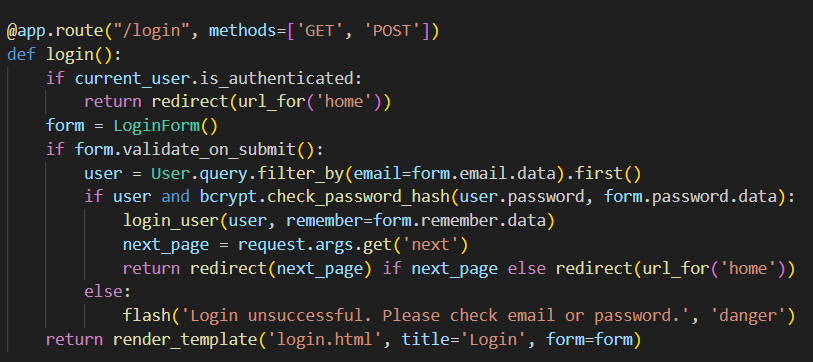 @app.route("/login", methods=['GET', 'POST'])
def login():
    if current_user.is_authenticated:
        return redirect(url_for('home'))
    form = LoginForm()
    if form.validate_on_submit():
        user = User.query.filter_by(email=form.email.data).first()
        if user and bcrypt.check_password_hash(user.password, form.password.data):
            login_user(user, remember=form.remember.data)
            next_page = request.args.get('next')
            return redirect(next_page) if next_page else redirect(url_for('home'))
        else:
            flash('Login unsuccessful. Please check email or password.', 'danger')
    return render_template('login.html', title='Login', form=form)